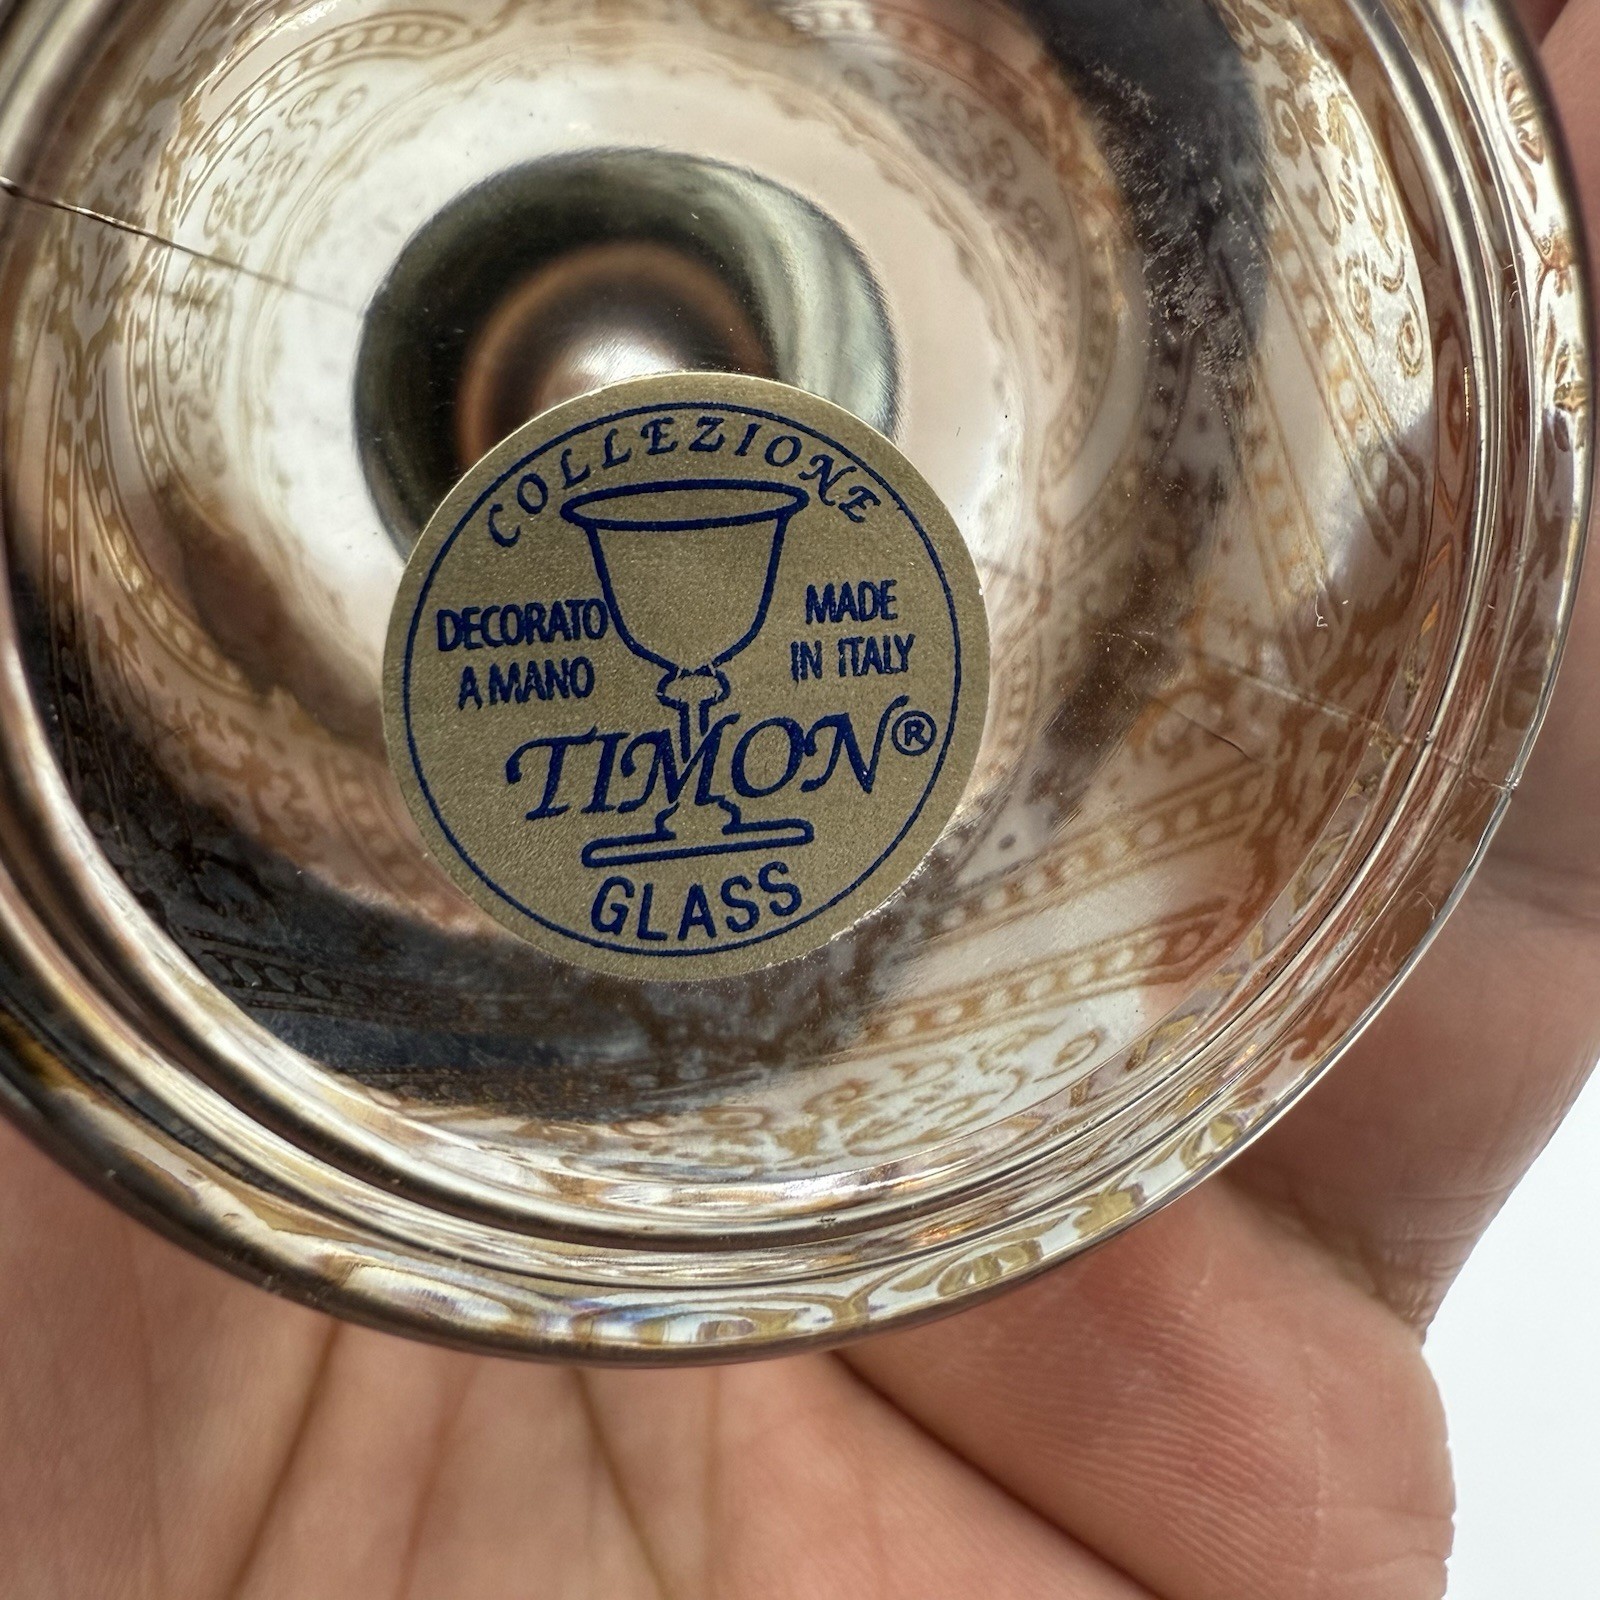 COLLEZIONE
DECORATO
A MANO
MADE
IN ITALY
TIMON®
GLASS